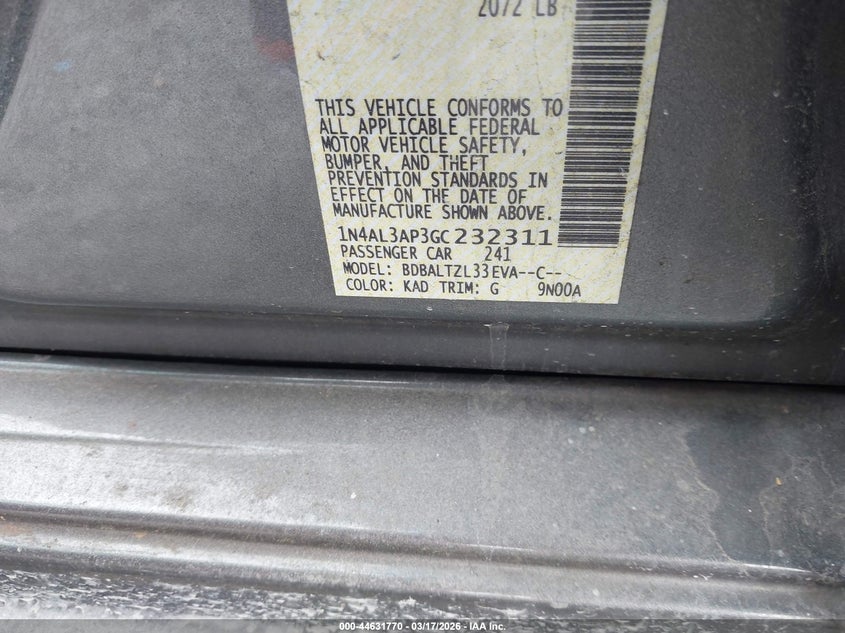 2072 LB
THIS VEHICLE CONFORMS TO
ALL APPLICABLE FEDERAL
MOTOR VEHICLE SAFETY,
BUMPER, AND THEFT
PREVENTION STANDARDS IN
EFFECT ON THE DATE OF
MANUFACTURE SHOWN ABOVE.
1N4AL3AP3GC232311
PASSENGER CAR 241
MODEL: BDBALTZL33EVA--C--
COLOR: KAD TRIM: G 9N00A
000-44631770 — 03/17/2026 — IAA Inc.